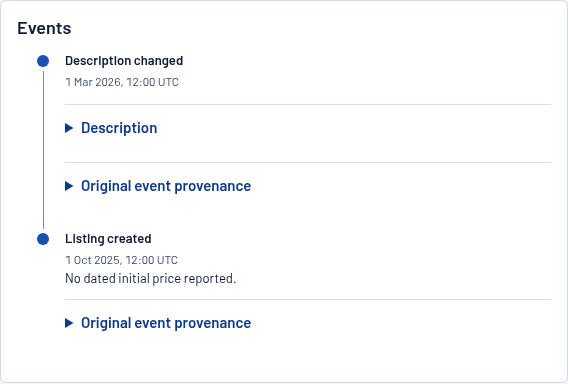 Events
Description changed
1 Mar 2026, 12:00 UTC
Description
Original event provenance
Listing created
1 Oct 2025, 12:00 UTC
No dated initial price reported.
Original event provenance